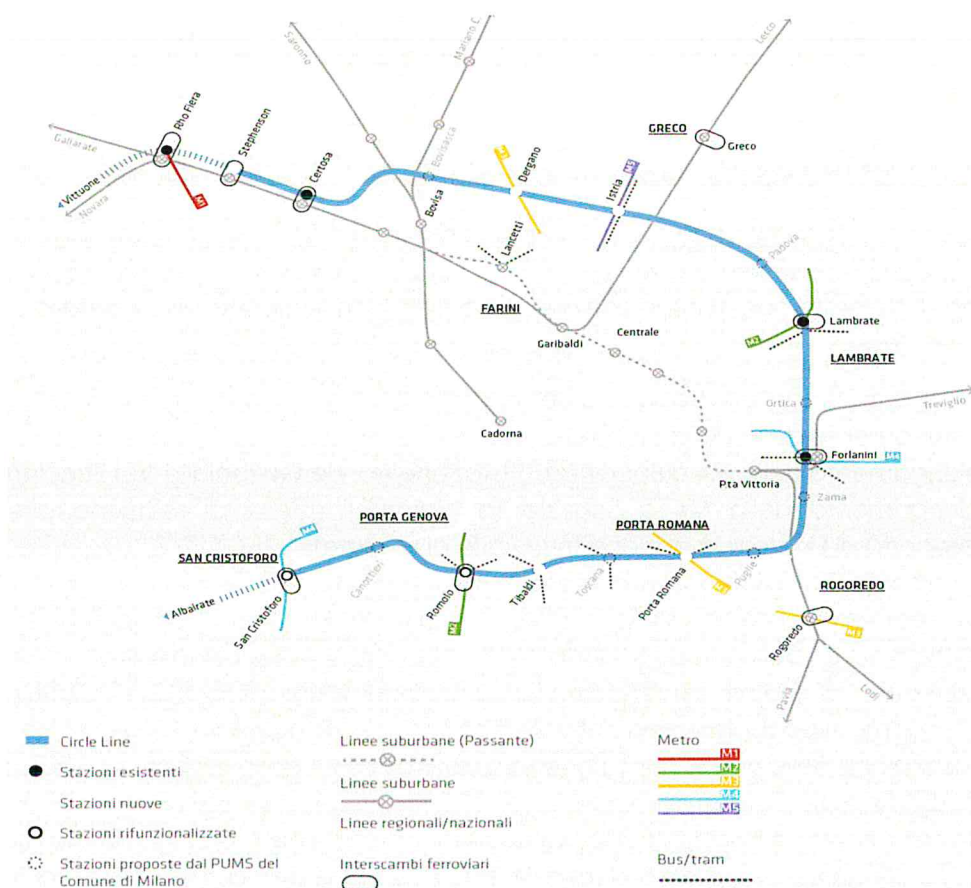 Saronno
Mariano C.
Lecco
Gallarate
Rho Fiera
Stephenson
Certosa
Bovisasca
M3
Dergano
M5
GRECO
Greco
Vittuone
Novara
M1
Bovisa
Lancetti
Istria
Padova
FARINI
Garibaldi
Centrale
M2
Lambrate
LAMBRATE
Cadorna
Ortica
Treviglio
Forlanini
M4
P.ta Vittoria
Zama
PORTA GENOVA
PORTA ROMANA
SAN CRISTOFORO
M4
Albairate
San Cristoforo
Canottieri
Romolo
M2
Tibaldi
Toscana
Porta Romana
M3
Puglie
ROGOREDO
Rogoredo
M3
Pavia
Lodi
Circle Line
Stazioni esistenti
Stazioni nuove
Stazioni rifunzionalizzate
Stazioni proposte dal PUMS del
Comune di Milano
Linee suburbane (Passante)
Linee suburbane
Linee regionali/nazionali
Interscambi ferroviari
Metro
M1
M2
M3
M4
M5
Bus/tram